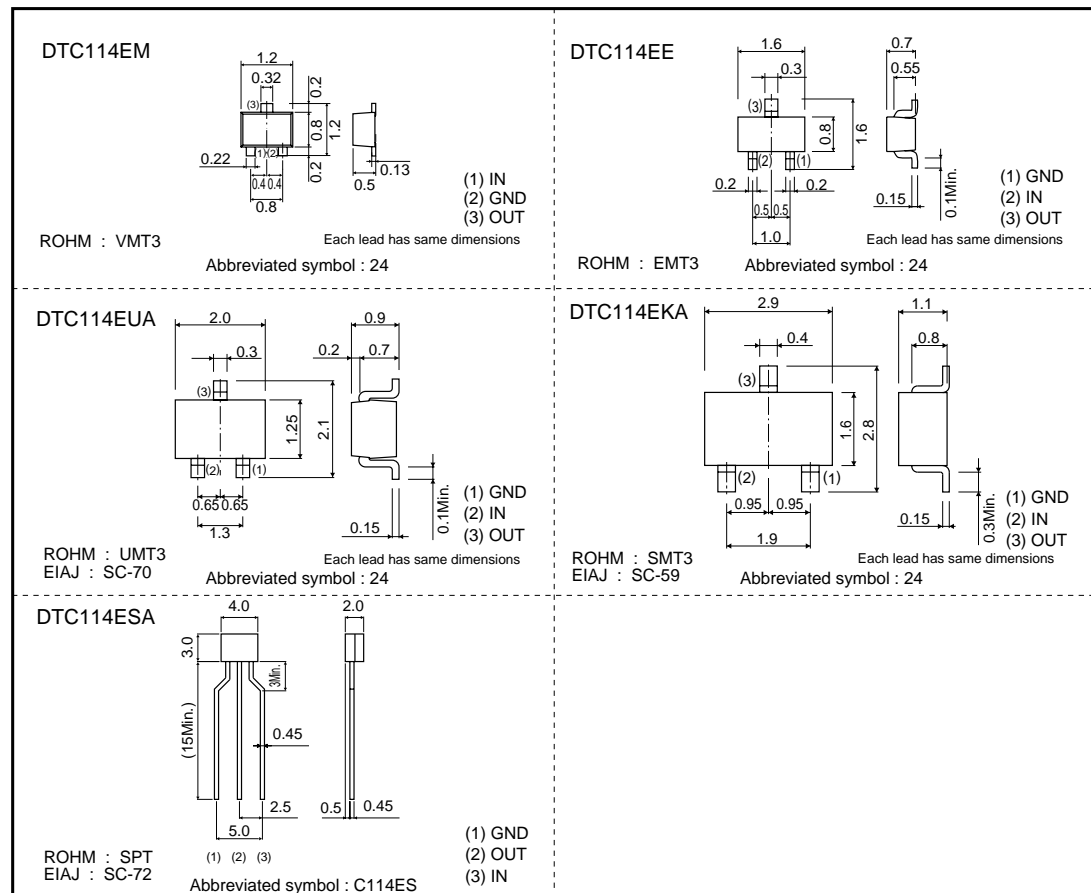 DTC114EM
1.2
0.32
0.2
(3)
0.8
1.2
(1) (2)
0.22
0.2
0.13
0.4 0.4
0.5
0.8
(1) IN
(2) GND
(3) OUT
ROHM : VMT3
Each lead has same dimensions
Abbreviated symbol : 24
DTC114EE
1.6
0.7
0.3
0.55
(3)
0.8
1.6
(2)
(1)
0.2
0.2
0.15
0.1Min.
0.5 0.5
1.0
(1) GND
(2) IN
(3) OUT
Each lead has same dimensions
ROHM : EMT3
Abbreviated symbol : 24
DTC114EUA
2.0
0.9
0.3
0.2
0.7
(3)
1.25
2.1
(2)
(1)
0.65 0.65
1.3
0.15
0.1Min.
(1) GND
(2) IN
(3) OUT
ROHM : UMT3
Each lead has same dimensions
EIAJ : SC-70
Abbreviated symbol : 24
DTC114EKA
2.9
1.1
0.4
0.8
(3)
1.6
2.8
(2)
(1)
0.95
0.95
1.9
0.15
0.3Min.
(1) GND
(2) IN
(3) OUT
ROHM : SMT3
Each lead has same dimensions
EIAJ : SC-59
Abbreviated symbol : 24
DTC114ESA
4.0
2.0
3.0
3Min.
(15Min.)
0.45
2.5
0.5
0.45
5.0
(1) GND
(2) OUT
(3) IN
ROHM : SPT
(1) (2) (3)
EIAJ : SC-72
Abbreviated symbol : C114ES